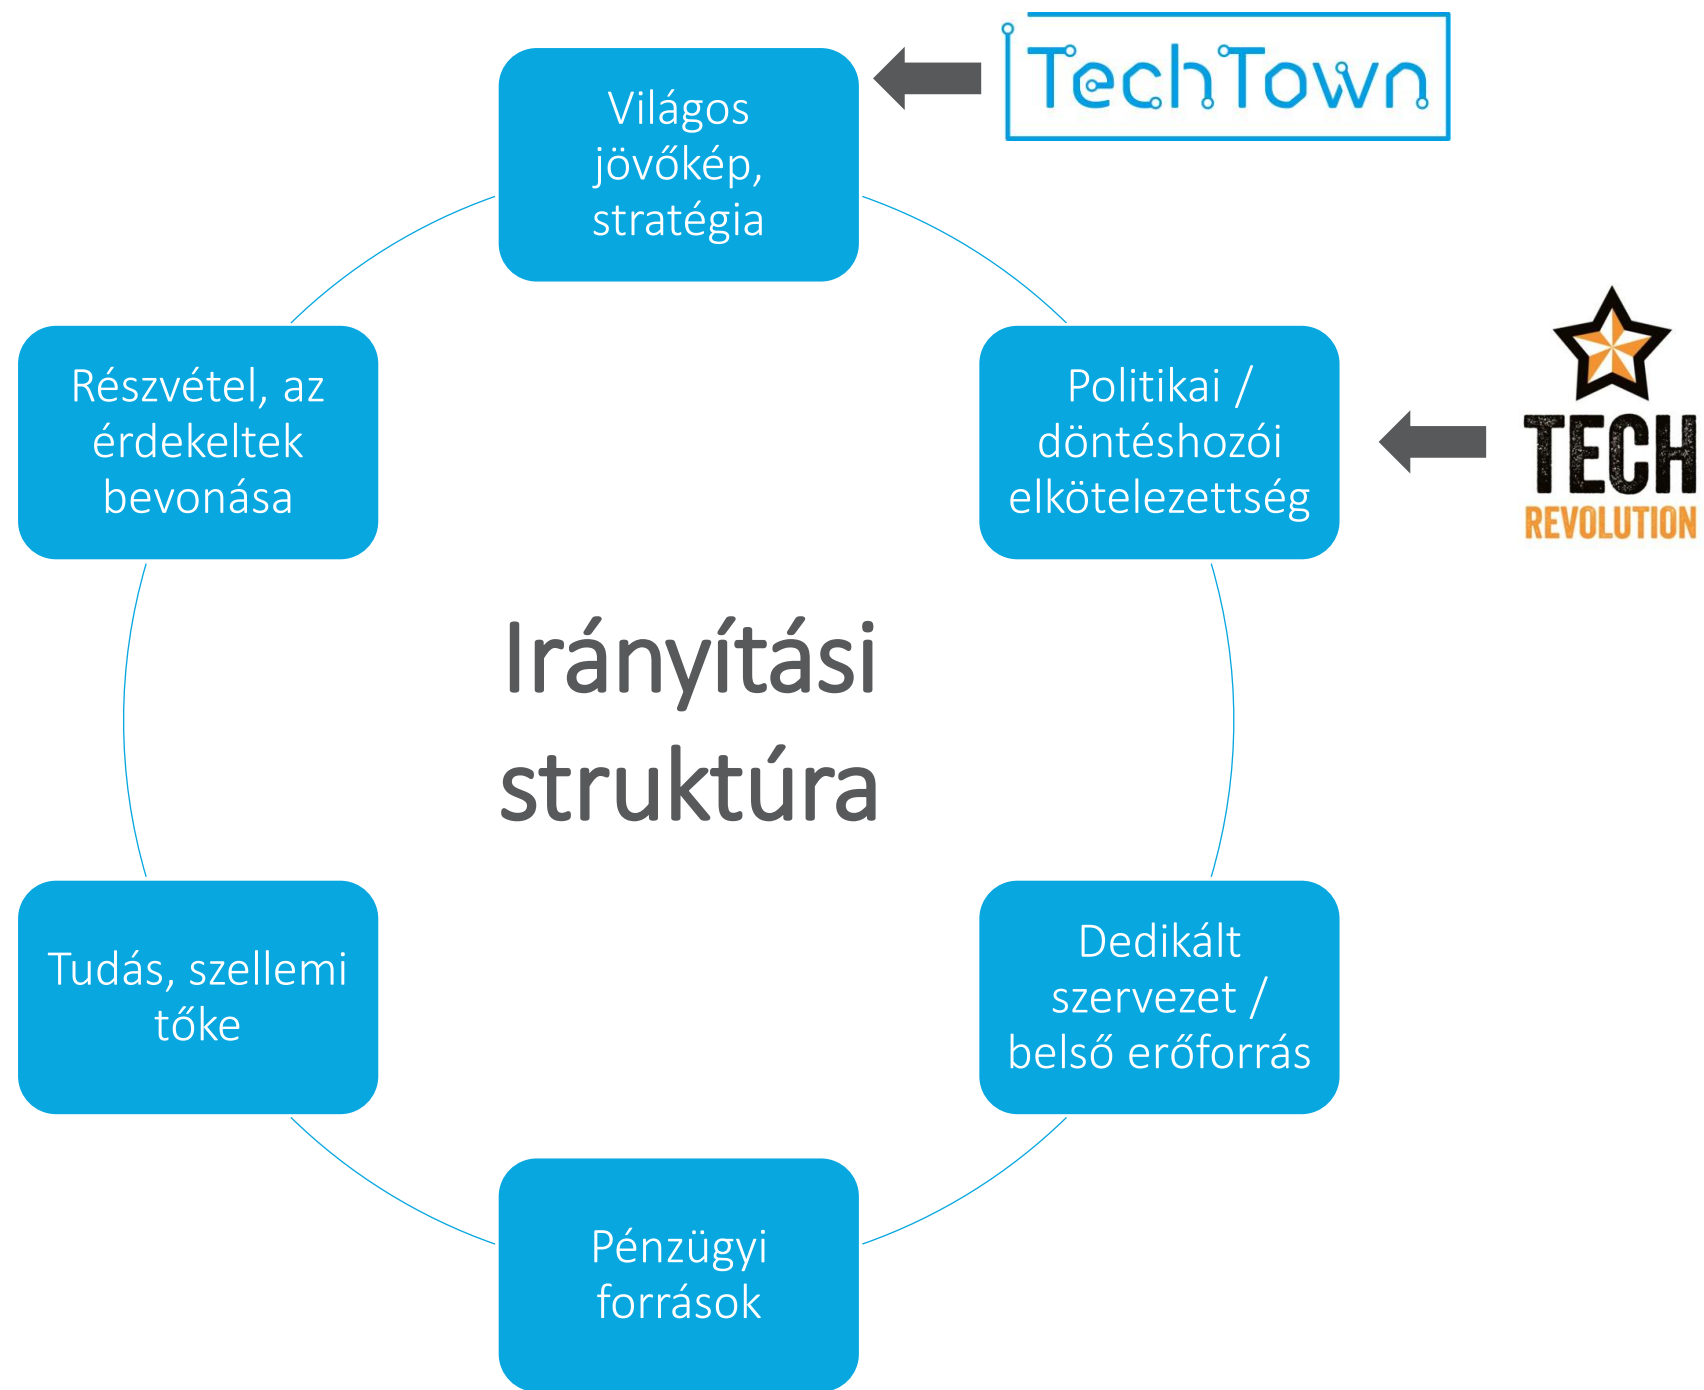 TechTown
Világos
jövőkép,
stratégia
Politikai /
döntéshozói
elkötelezettség
TECH
REVOLUTION
Részvétel, az
érdekeltek
bevonása
Irányítási
struktúra
Dedikált
szervezet /
belső erőforrás
Tudás, szellemi
tőke
Pénzügyi
források